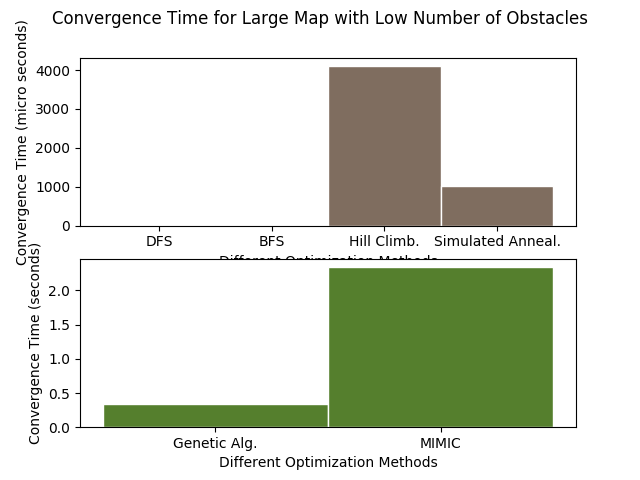 Convergence Time for Large Map with Low Number of Obstacles
Convergence Time (micro seconds)
4000
3000
2000
1000
0
DFS BFS Hill Climb. Simulated Anneal.
Different Optimization Methods
Convergence Time (seconds)
2.0
1.5
1.0
0.5
0.0
Genetic Alg. MIMIC
Different Optimization Methods